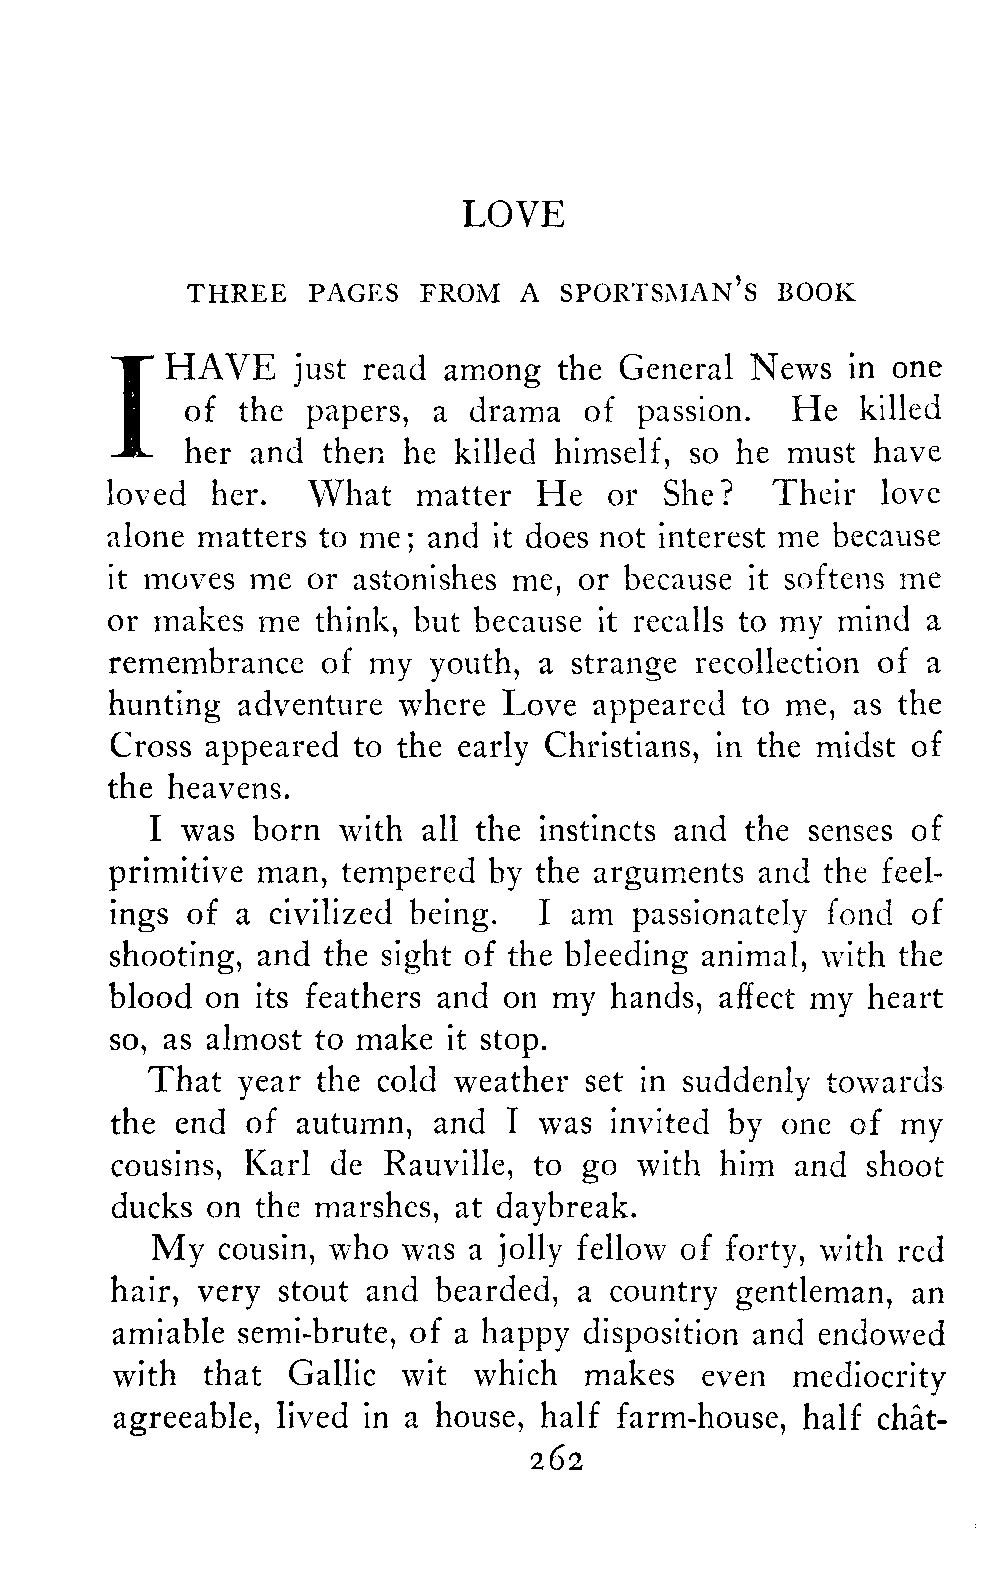 LOVE
THREE PAGES FROM A SPORTSMAN'S BOOK
I HAVE just read among the General News in one
of the papers, a drama of passion. He killed
her and then he killed himself, so he must have
loved her. What matter He or She? Their love
alone matters to me; and it does not interest me because
it moves me or astonishes me, or because it softens me
or makes me think, but because it recalls to my mind a
remembrance of my youth, a strange recollection of a
hunting adventure where Love appeared to me, as the
Cross appeared to the early Christians, in the midst of
the heavens.
I was born with all the instincts and the senses of
primitive man, tempered by the arguments and the feel-
ings of a civilized being. I am passionately fond of
shooting, and the sight of the bleeding animal, with the
blood on its feathers and on my hands, affect my heart
so, as almost to make it stop.
That year the cold weather set in suddenly towards
the end of autumn, and I was invited by one of my
cousins, Karl de Rauville, to go with him and shoot
ducks on the marshes, at daybreak.
My cousin, who was a jolly fellow of forty, with red
hair, very stout and bearded, a country gentleman, an
amiable semi-brute, of a happy disposition and endowed
with that Gallic wit which makes even mediocrity
agreeable, lived in a house, half farm-house, half chât-
262